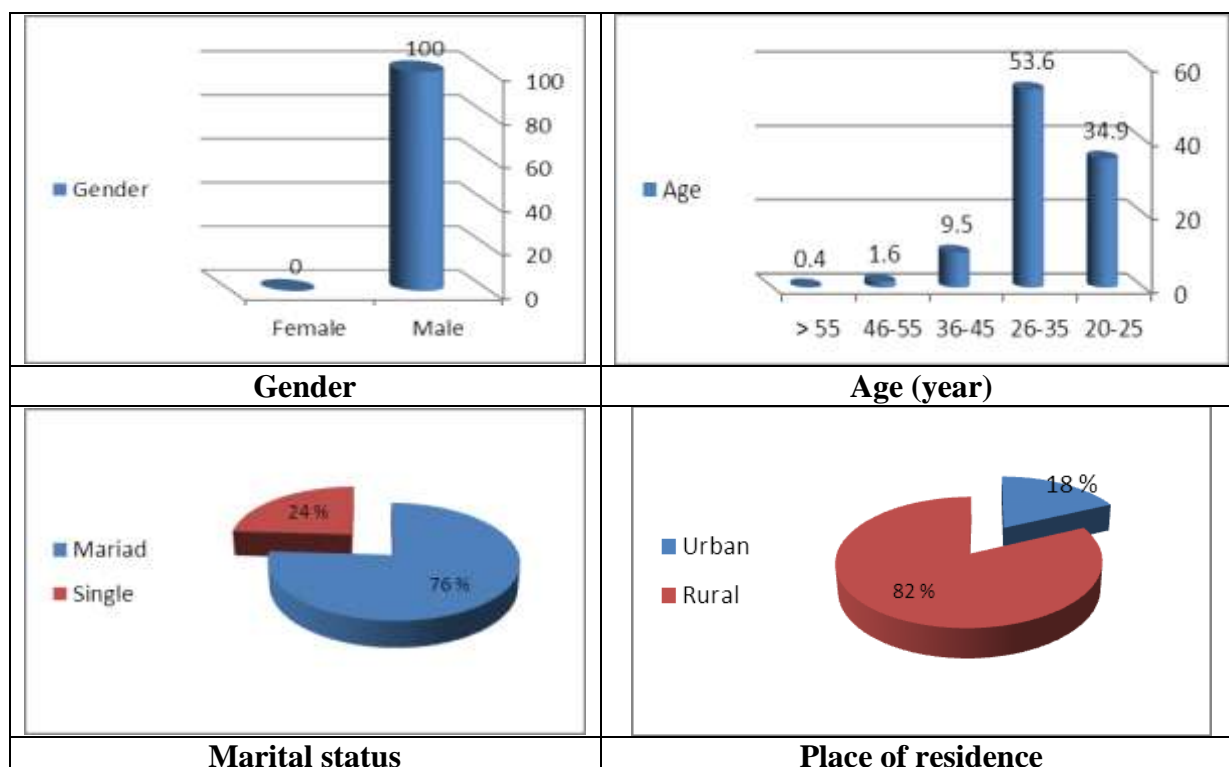 100
100
80
60
40
20
0
0
Gender
Female Male
Gender
53.6
34.9
9.5
1.6
0.4
60
40
20
0
Age
> 55 46-55 36-45 26-35 20-25
Age (year)
24 %
76 %
Mariad
Single
Marital status
18 %
82 %
Urban
Rural
Place of residence